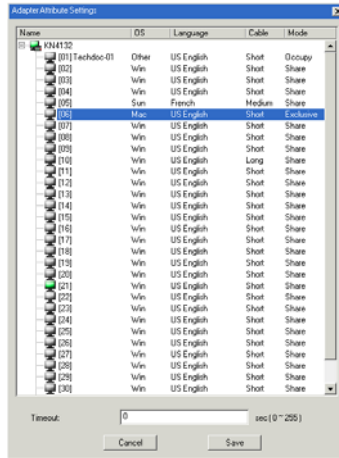 Adapter Attribute Settings
Name OS Language Cable Mode
KN4132
[01] Techdoc-01 Other US English Short Occupy
[02] Win US English Short Share
[03] Win US English Short Share
[04] Win US English Short Share
[05] Sun French Medium Share
[06] Mac US English Short Exclusive
[07] Win US English Short Share
[08] Win US English Short Share
[09] Win US English Short Share
[10] Win US English Long Share
[11] Win US English Short Share
[12] Win US English Short Share
[13] Win US English Short Share
[14] Win US English Short Share
[15] Win US English Short Share
[16] Win US English Short Share
[17] Win US English Short Share
[18] Win US English Short Share
[19] Win US English Short Share
[20] Win US English Short Share
[21] Win US English Short Share
[22] Win US English Short Share
[23] Win US English Short Share
[24] Win US English Short Share
[25] Win US English Short Share
[26] Win US English Short Share
[27] Win US English Short Share
[28] Win US English Short Share
[29] Win US English Short Share
[30] Win US English Short Share
Timeout: 0 sec ( 0 ~ 255 )
Cancel Save